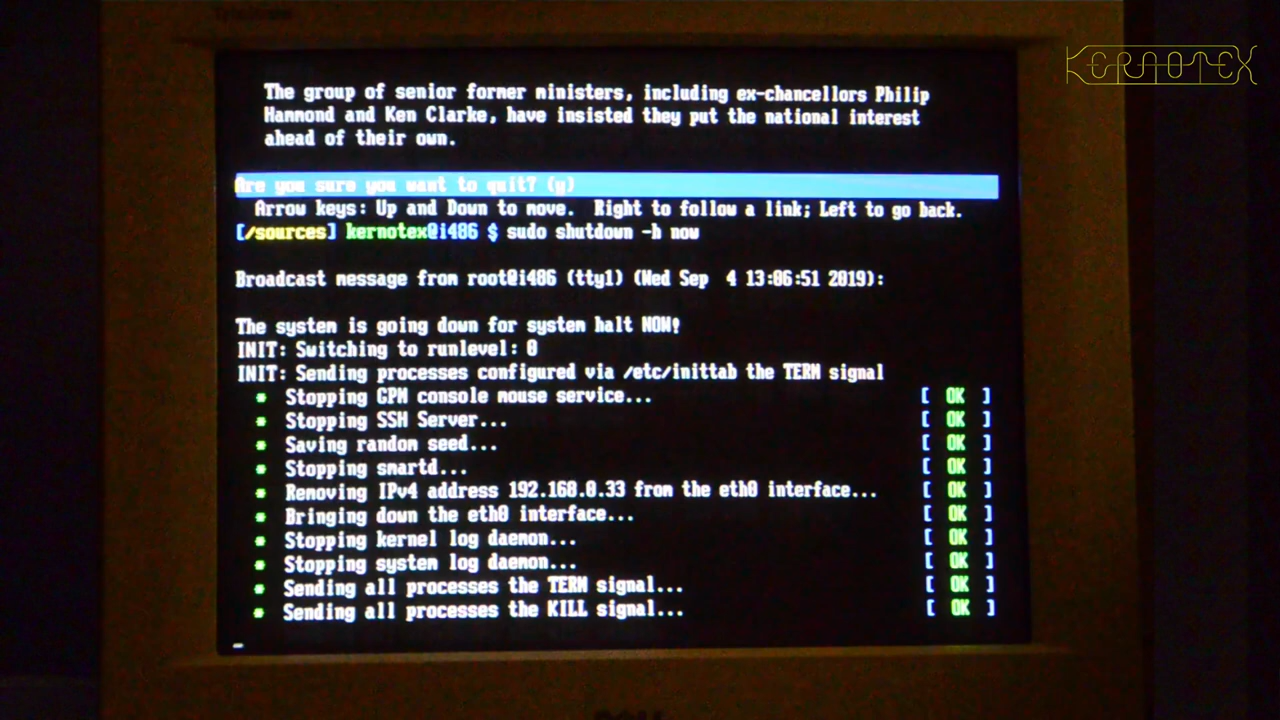 KERNOTEX
The group of senior former ministers, including ex-chancellors Philip
Hammond and Ken Clarke, have insisted they put the national interest
ahead of their own.
Are you sure you want to quit? (y)
Arrow keys: Up and Down to move.  Right to follow a link; Left to go back.
[/sources] kernotex@i486 $ sudo shutdown -h now
Broadcast message from root@i486 (tty1) (Wed Sep  4 13:06:51 2019):
The system is going down for system halt NOW!
INIT: Switching to runlevel: 0
INIT: Sending processes configured via /etc/inittab the TERM signal
* Stopping GPM console mouse service... [ OK ]
* Stopping SSH Server... [ OK ]
* Saving random seed... [ OK ]
* Stopping smartd... [ OK ]
* Removing IPv4 address 192.168.0.33 from the eth0 interface... [ OK ]
* Bringing down the eth0 interface... [ OK ]
* Stopping kernel log daemon... [ OK ]
* Stopping system log daemon... [ OK ]
* Sending all processes the TERM signal... [ OK ]
* Sending all processes the KILL signal... [ OK ]